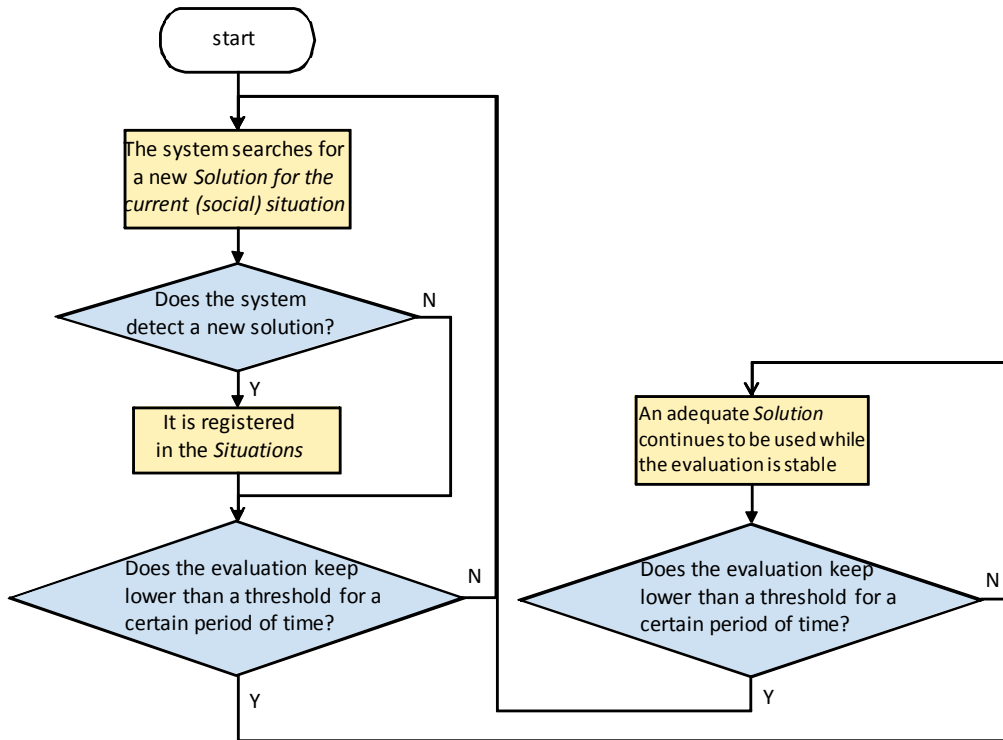 start
The system searches for
a new Solution for the
current (social) situation
Does the system
detect a new solution?
N
Y
It is registered
in the Situations
Does the evaluation keep
lower than a threshold for a
certain period of time?
N
Y
An adequate Solution
continues to be used while
the evaluation is stable
Does the evaluation keep
lower than a threshold for a
certain period of time?
N
Y